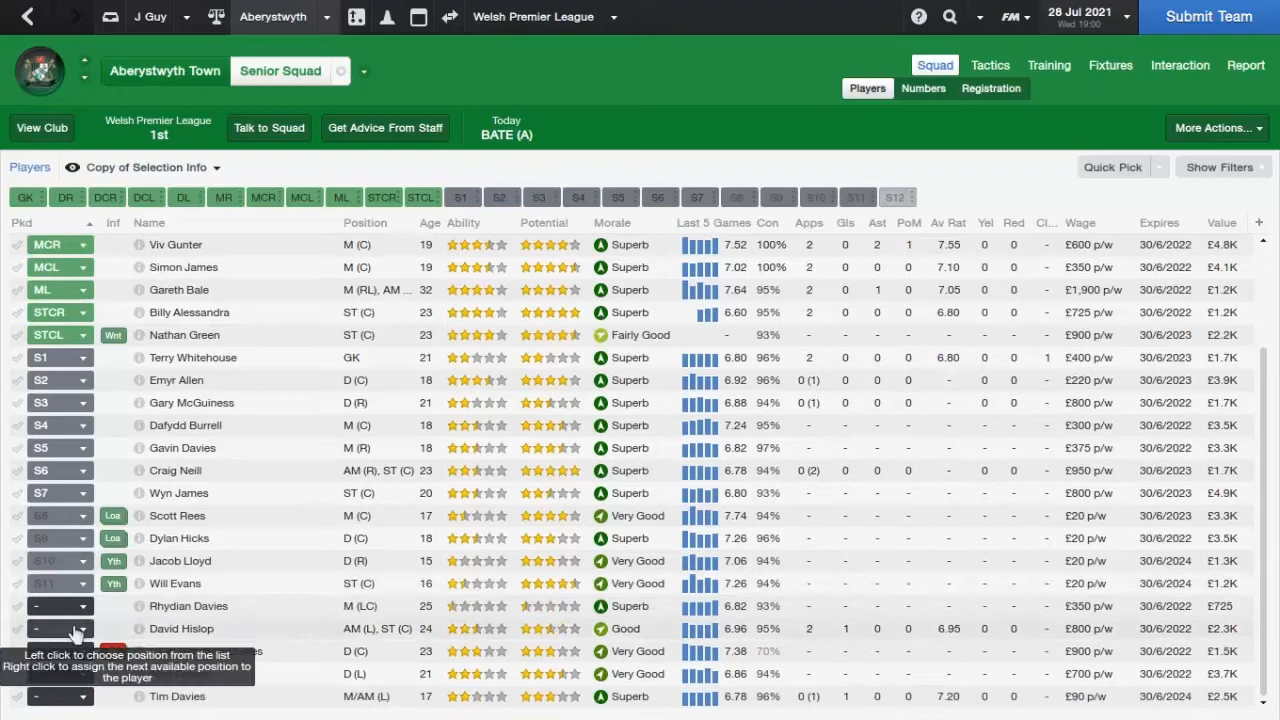 J Guy Aberystwyth Welsh Premier League FM 28 Jul 2021 Wed 19:00 Submit Team
Aberystwyth Town Senior Squad Squad Tactics Training Fixtures Interaction Report
Players Numbers Registration
View Club Welsh Premier League 1st Talk to Squad Get Advice From Staff Today BATE (A) More Actions...
Players Copy of Selection Info Quick Pick Show Filters
GK DR DCR DCL DL MR MCR MCL ML STCR STCL S1 S2 S3 S4 S5 S6 S7 S8 S9 S10 S11 S12
Pkd Inf Name Position Age Ability Potential Morale Last 5 Games Con Apps Gls Ast PoM Av Rat Yel Red Cl... Wage Expires Value +
MCR Viv Gunter M (C) 19 Superb 7.52 100% 2 0 2 1 7.55 0 0 - £600 p/w 30/6/2022 £4.8K
MCL Simon James M (C) 19 Superb 7.02 100% 2 0 0 0 7.10 0 0 - £350 p/w 30/6/2022 £4.1K
ML Gareth Bale M (RL), AM ... 32 Superb 7.64 95% 2 0 1 0 7.05 0 0 - £1,900 p/w 30/6/2022 £1.2K
STCR Billy Alessandra ST (C) 23 Superb 6.60 95% 2 0 0 0 6.80 0 0 - £725 p/w 30/6/2022 £1.2K
STCL Wnt Nathan Green ST (C) 23 Fairly Good - 93% - - - - - - - - £900 p/w 30/6/2023 £2.2K
S1 Terry Whitehouse GK 21 Superb 6.80 96% 2 0 0 0 6.80 0 0 1 £400 p/w 30/6/2022 £1.7K
S2 Emyr Allen D (C) 18 Superb 6.92 96% 0 (1) 0 0 0 - 0 0 - £220 p/w 30/6/2022 £3.9K
S3 Gary McGuiness D (R) 21 Superb 6.88 96% 0 (1) 0 0 0 - 0 0 - £800 p/w 30/6/2022 £1.7K
S4 Dafydd Burrell M (C) 18 Superb 7.24 95% - - - - - - - - £300 p/w 30/6/2022 £3.5K
S5 Gavin Davies M (R) 18 Superb 6.82 97% - - - - - - - - £375 p/w 30/6/2022 £3.3K
S6 Craig Neill AM (R), ST (C) 23 Superb 6.78 94% 0 (2) 0 0 0 - 0 0 - £950 p/w 30/6/2023 £1.7K
S7 Wyn James ST (C) 20 Superb 6.80 93% - - - - - - - - £800 p/w 30/6/2022 £4.9K
S8 Loa Scott Rees M (C) 17 Very Good 7.74 94% - - - - - - - - £20 p/w 30/6/2023 £3.3K
S9 Loa Dylan Hicks D (C) 18 Superb 7.26 96% - - - - - - - - £20 p/w 30/6/2022 £3.5K
S10 Yth Jacob Lloyd D (R) 15 Very Good 7.06 94% - - - - - - - - £20 p/w 30/6/2024 £1.3K
S11 Yth Will Evans ST (C) 16 Very Good 7.26 94% - - - - - - - - £20 p/w 30/6/2024 £1.2K
- Rhydian Davies M (LC) 25 Superb 6.82 93% - - - - - - - - £350 p/w 30/6/2022 £725
- David Hislop AM (L), ST (C) 24 Good 6.96 95% 2 1 0 0 6.95 0 0 - £800 p/w 30/6/2022 £2.3K
es D (C) 23 Very Good 7.38 70% - - - - - - - - £900 p/w 30/6/2022 £1.5K
D (L) 21 Very Good 6.86 94% - - - - - - - - £700 p/w 30/6/2022 £3.7K
- Tim Davies M/AM (L) 17 Superb 6.78 96% 0 (1) 1 0 0 7.20 0 0 - £90 p/w 30/6/2024 £2.5K
Left click to choose position from the list
Right click to assign the next available position to
the player